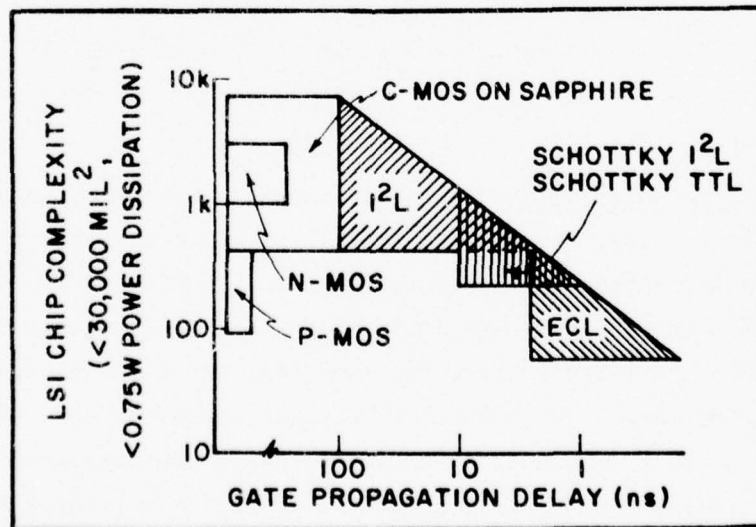 LSI CHIP COMPLEXITY
(<30,000 MIL²,
<0.75W POWER DISSIPATION)
10k
1k
100
10
C-MOS ON SAPPHIRE
SCHOTTKY I²L
SCHOTTKY TTL
I²L
N-MOS
P-MOS
ECL
100
10
1
GATE PROPAGATION DELAY (ns)